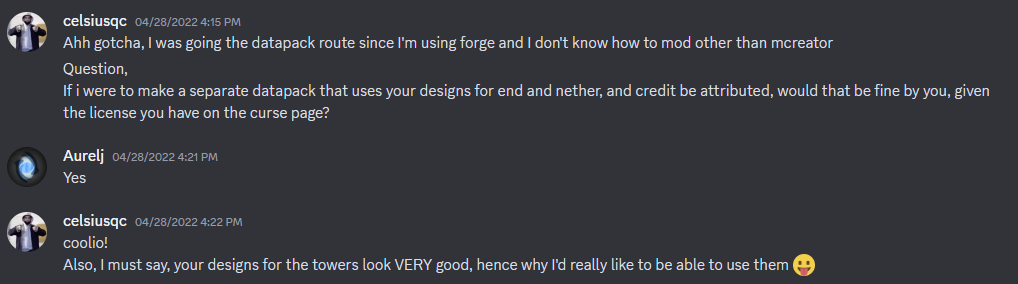 celsiusqc 04/28/2022 4:15 PM
Ahh gotcha, I was going the datapack route since I'm using forge and I don't know how to mod other than mcreator
Question,
If i were to make a separate datapack that uses your designs for end and nether, and credit be attributed, would that be fine by you, given
the license you have on the curse page?
Aurelj 04/28/2022 4:21 PM
Yes
celsiusqc 04/28/2022 4:22 PM
coolio!
Also, I must say, your designs for the towers look VERY good, hence why I'd really like to be able to use them 😛